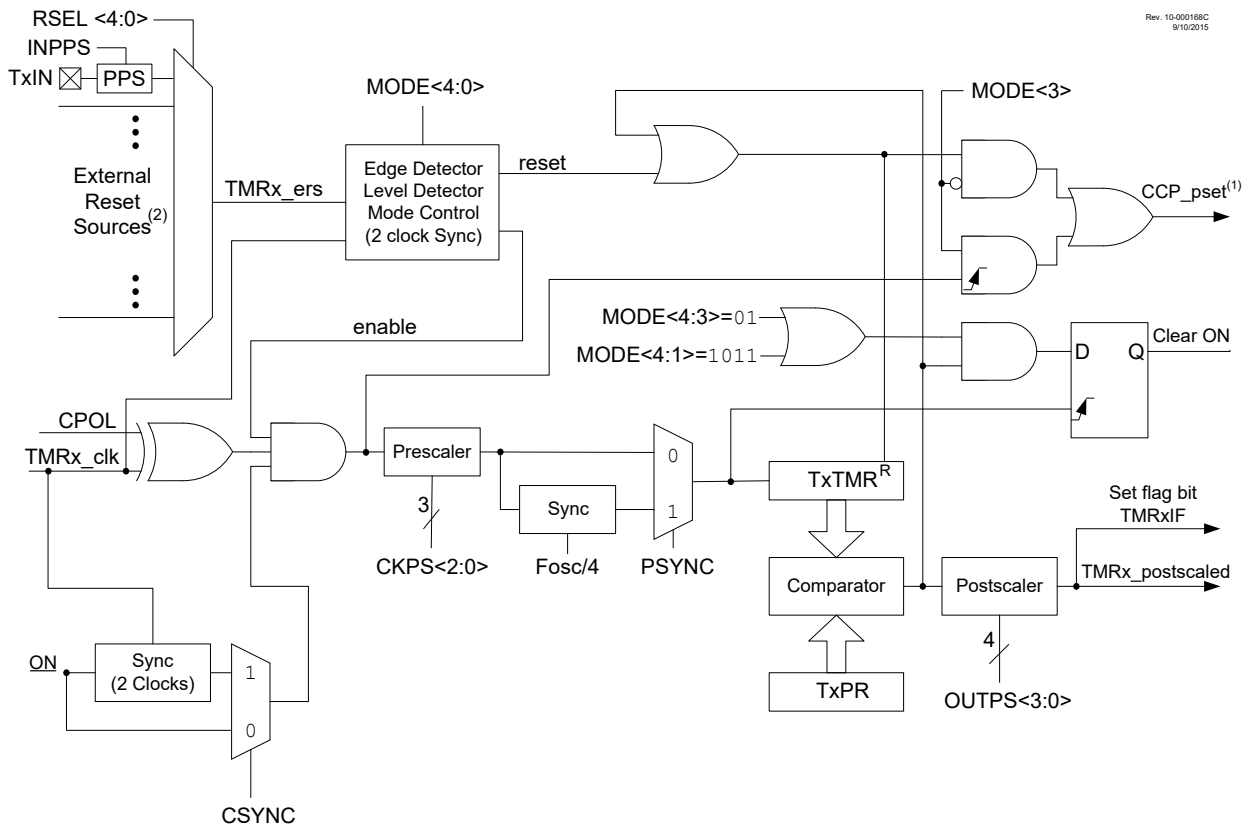 Rev. 10-000168C
9/10/2015
RSEL <4:0>
INPPS
TxIN
PPS
MODE<4:0>
MODE<3>
External
Reset
Sources(2)
TMRx_ers
Edge Detector
Level Detector
Mode Control
(2 clock Sync)
reset
CCP_pset(1)
enable
MODE<4:3>=01
MODE<4:1>=1011
D
Q
Clear ON
CPOL
TMRx_clk
Prescaler
3
CKPS<2:0>
Sync
Fosc/4
0
1
PSYNC
TxTMR
R
Comparator
TxPR
Postscaler
4
OUTPS<3:0>
Set flag bit
TMRxIF
TMRx_postscaled
ON
Sync
(2 Clocks)
1
0
CSYNC